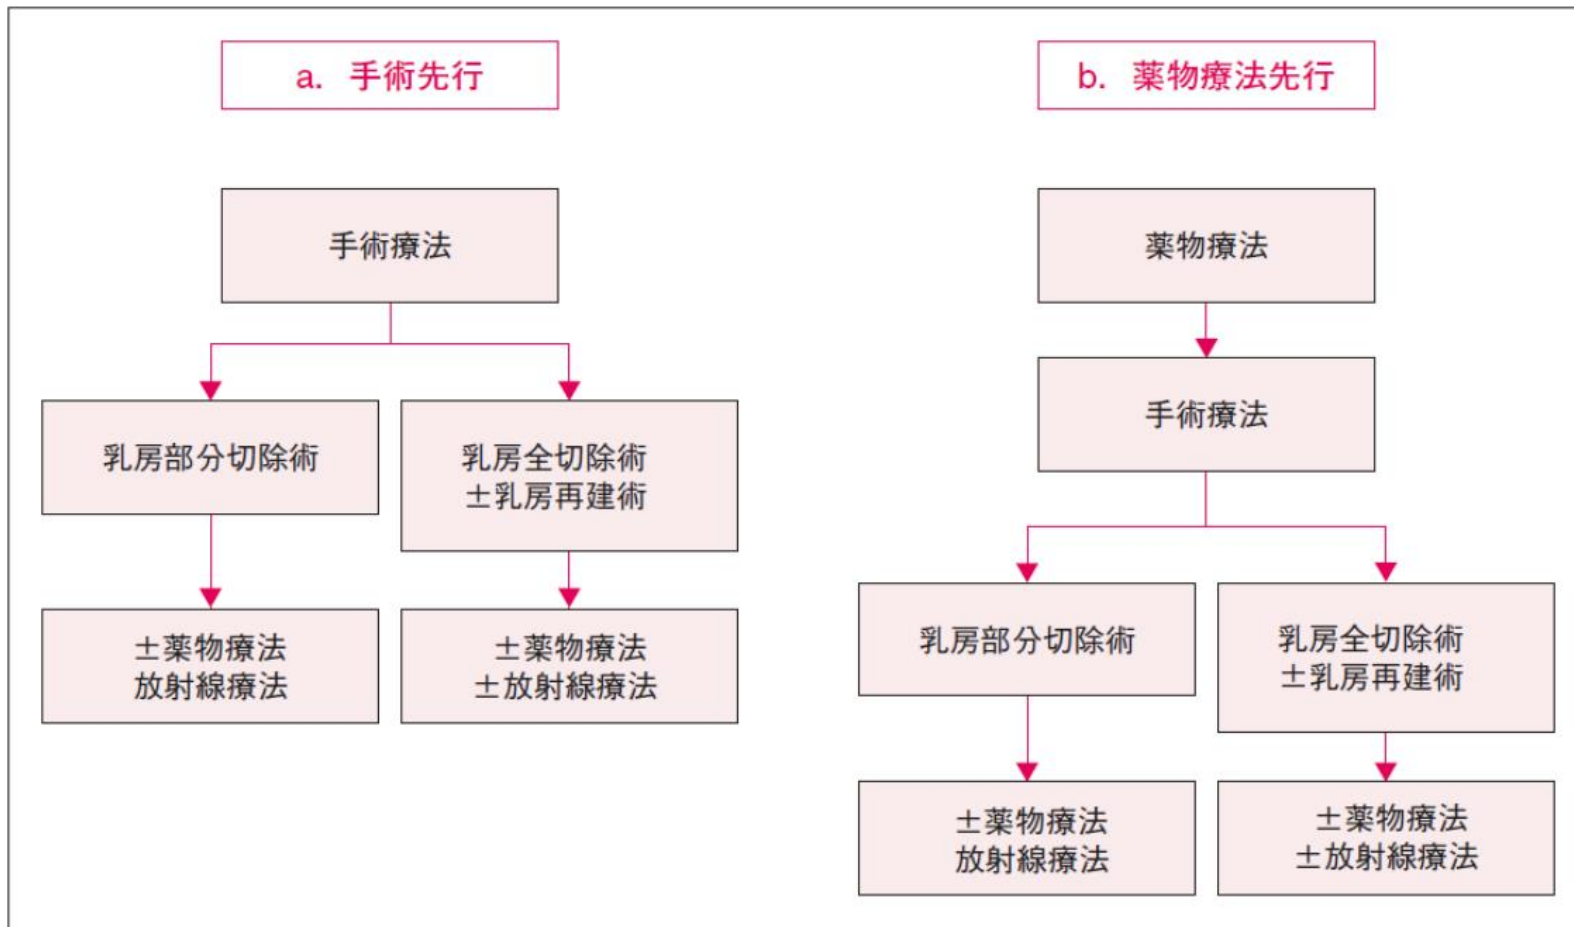 a. 手術先行
手術療法
乳房部分切除術
乳房全切除術
±乳房再建術
±薬物療法
放射線療法
±薬物療法
±放射線療法
b. 薬物療法先行
薬物療法
手術療法
乳房部分切除術
乳房全切除術
±乳房再建術
±薬物療法
放射線療法
±薬物療法
±放射線療法